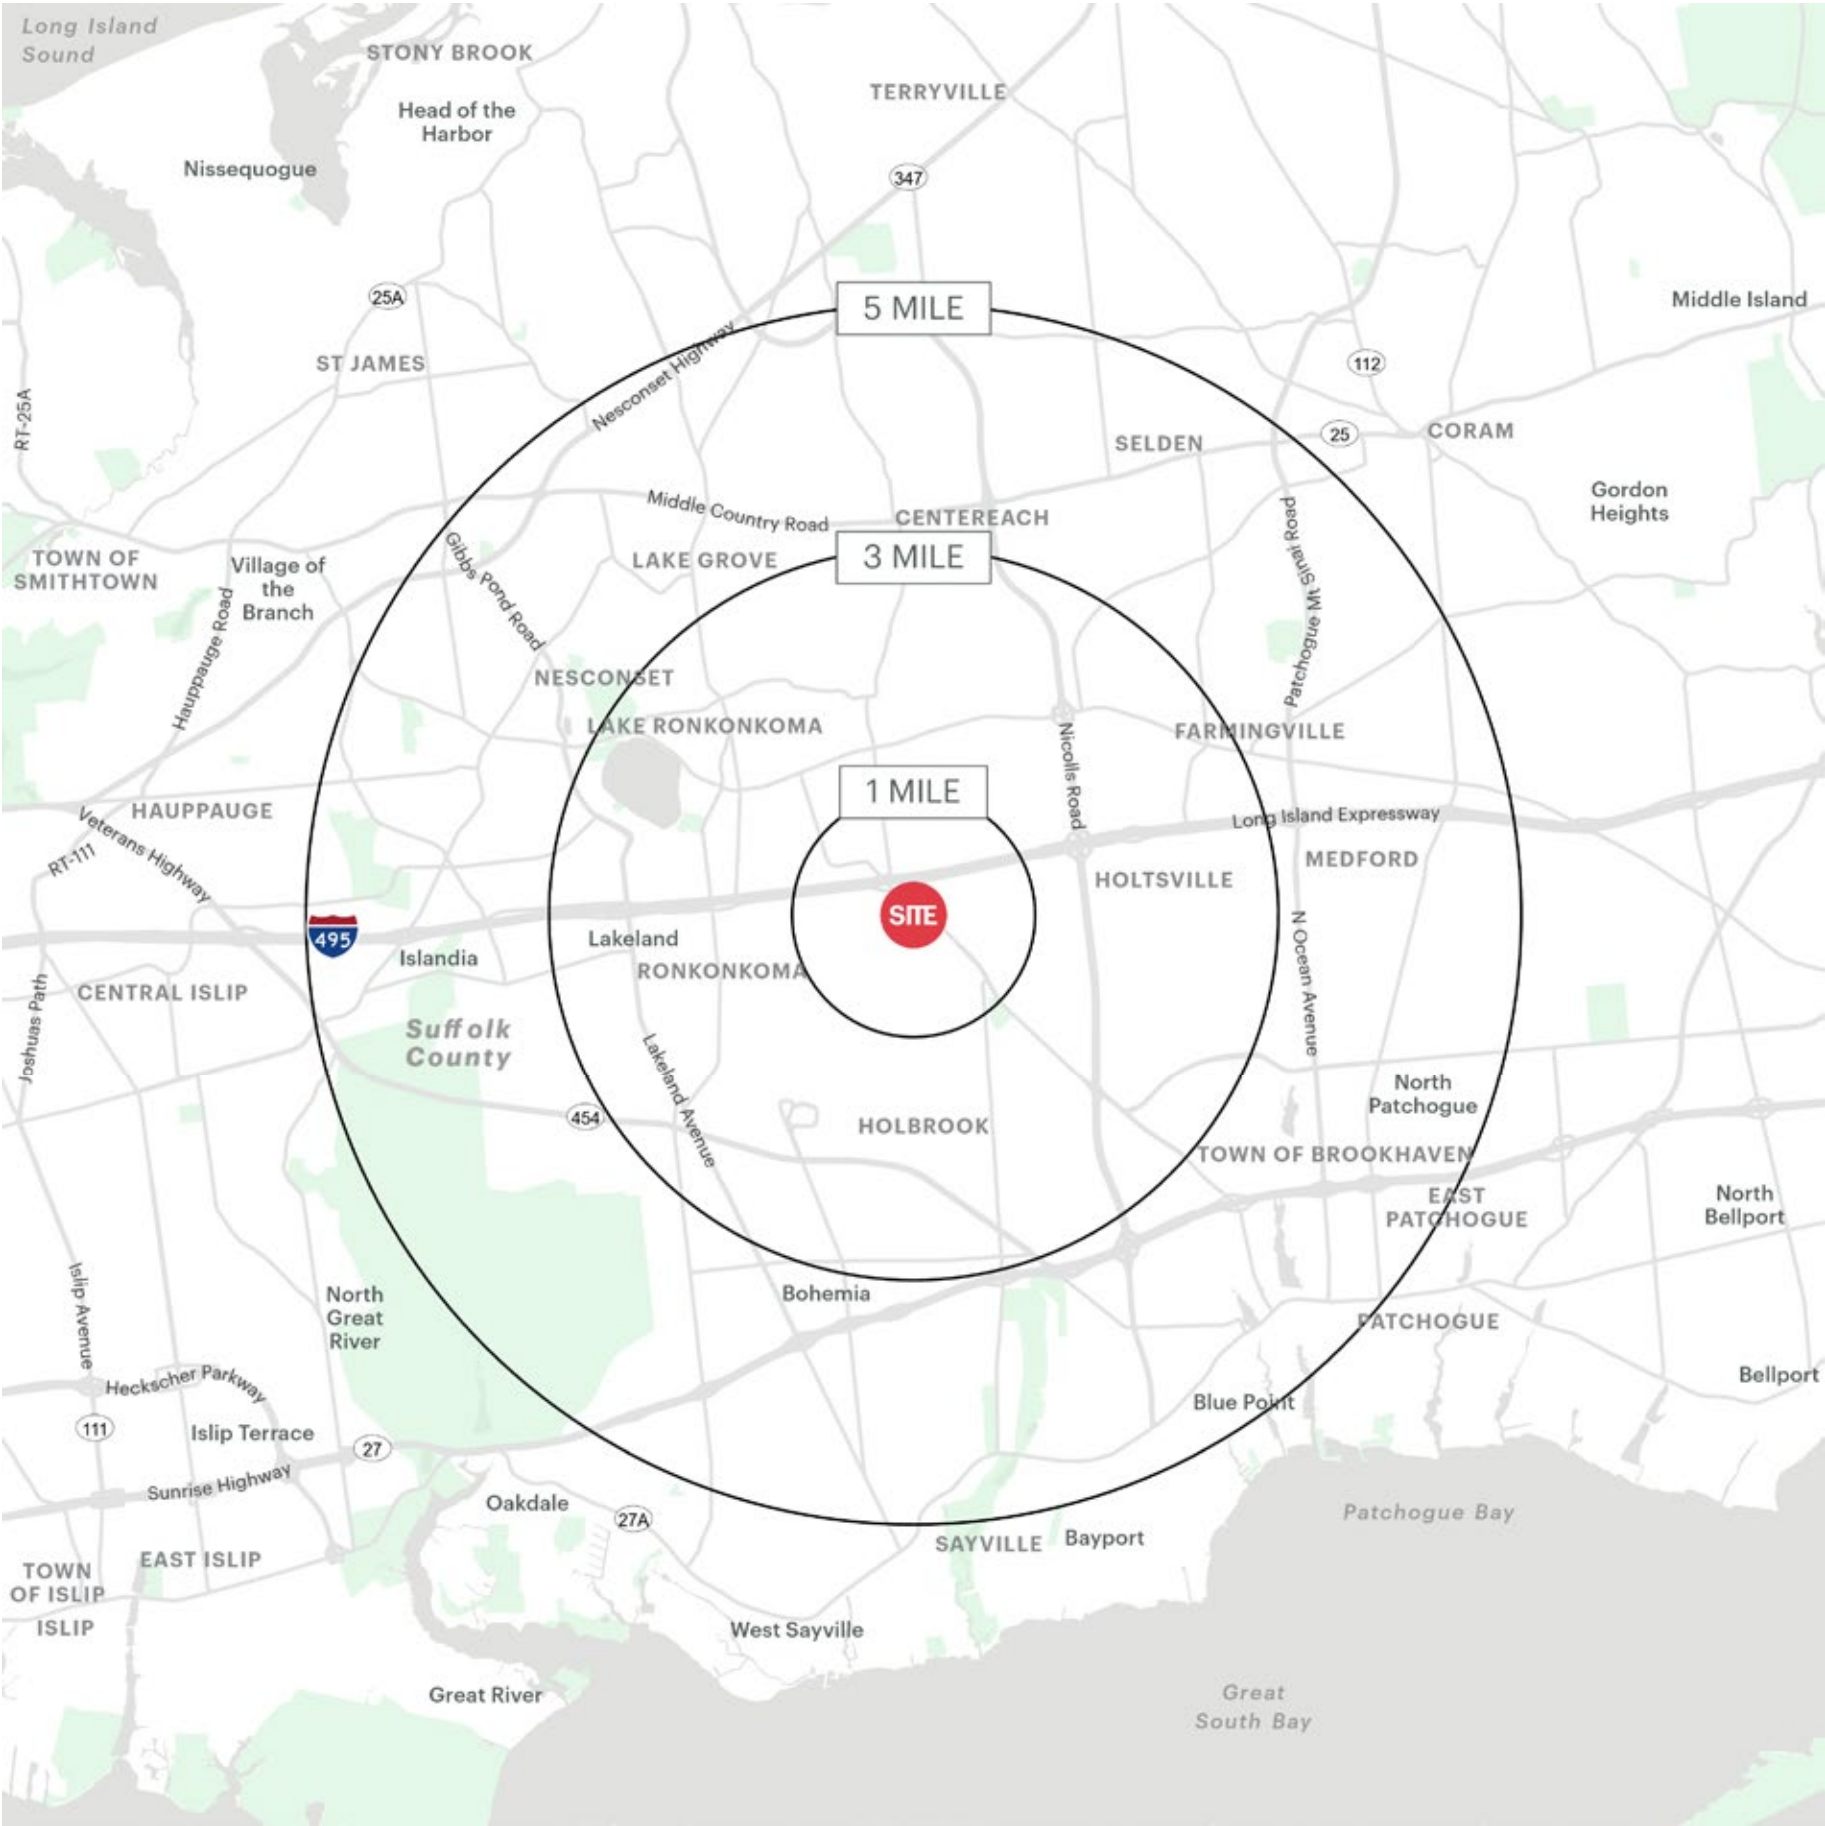 Long Island
Sound
STONY BROOK
TERRYVILLE
Head of the
Harbor
Nissequogue
347
25A
5 MILE
Middle Island
ST JAMES
Nesconset Highway
112
RT-25A
25
CORAM
SELDEN
Gordon
Heights
Middle Country Road
CENTEREACH
Patchogue Mt Sinai Road
TOWN OF
SMITHTOWN
Village of
the
Branch
Gibbs Pond Road
LAKE GROVE
3 MILE
Hauppauge Road
NESCONSET
LAKE RONKONKOMA
Nicolls Road
FARMINGVILLE
1 MILE
HAUPPAUGE
Veterans Highway
RT-111
Long Island Expressway
MEDFORD
HOLTSVILLE
SITE
495
Lakeland
Islandia
RONKONKOMA
N Ocean Avenue
CENTRAL ISLIP
Joshuas Path
Suffolk
County
Lakeland Avenue
North
Patchogue
454
HOLBROOK
TOWN OF BROOKHAVEN
EAST
PATCHOGUE
North
Bellport
Islip Avenue
North
Great
River
Bohemia
PATCHOGUE
Heckscher Parkway
Bellport
Blue Point
111
Islip Terrace
27
Sunrise Highway
Oakdale
27A
Patchogue Bay
SAYVILLE
Bayport
EAST ISLIP
TOWN
OF ISLIP
ISLIP
West Sayville
Great River
Great
South Bay